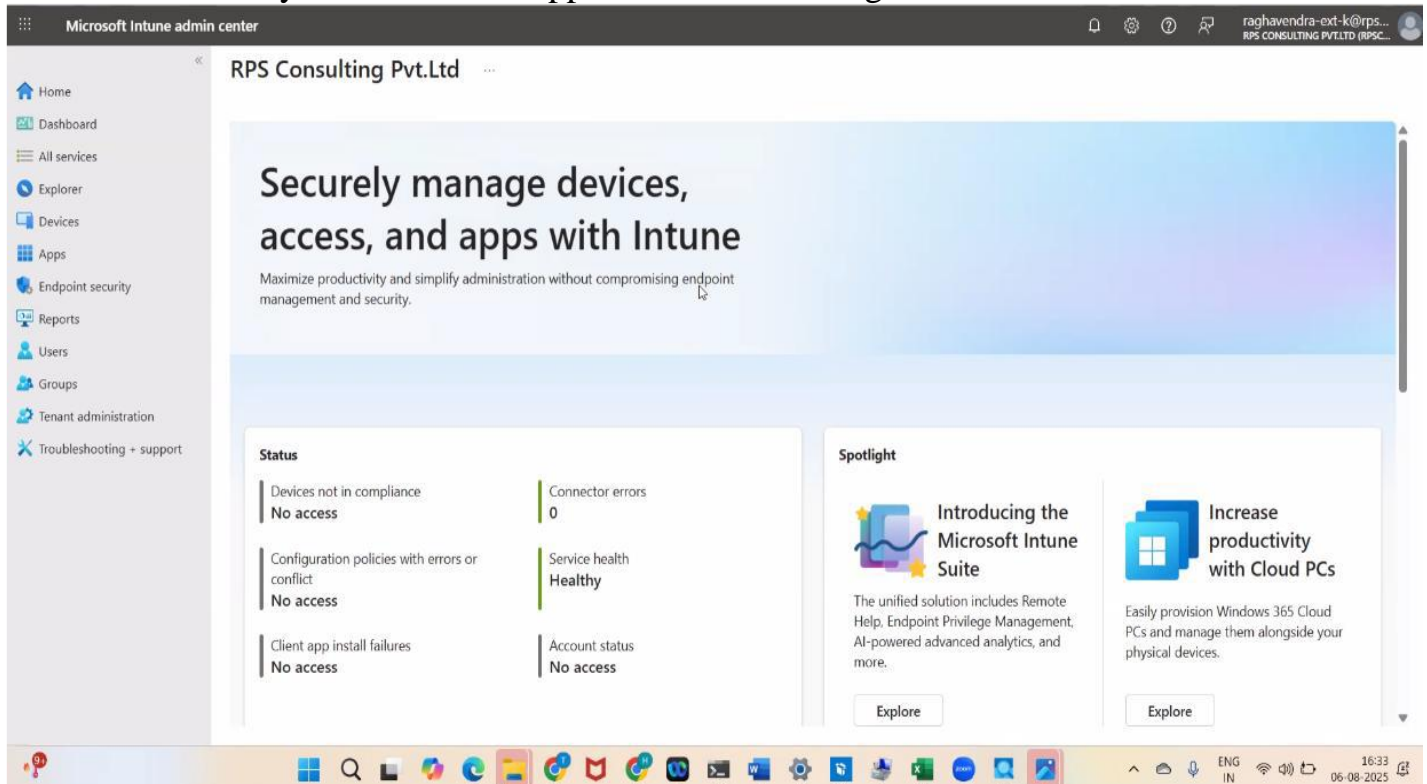 Microsoft Intune admin center
raghavendra-ext-k@rps...
RPS CONSULTING PVT.LTD (RPSC...
Home
Dashboard
All services
Explorer
Devices
Apps
Endpoint security
Reports
Users
Groups
Tenant administration
Troubleshooting + support
RPS Consulting Pvt.Ltd ...
Securely manage devices,
access, and apps with Intune
Maximize productivity and simplify administration without compromising endpoint
management and security.
Status
Devices not in compliance
No access
Connector errors
0
Configuration policies with errors or
conflict
No access
Service health
Healthy
Client app install failures
No access
Account status
No access
Spotlight
Introducing the
Microsoft Intune
Suite
The unified solution includes Remote
Help, Endpoint Privilege Management,
AI-powered advanced analytics, and
more.
Explore
Increase
productivity
with Cloud PCs
Easily provision Windows 365 Cloud
PCs and manage them alongside your
physical devices.
Explore
9+
zoom
ENG
IN
16:33
06-08-2025